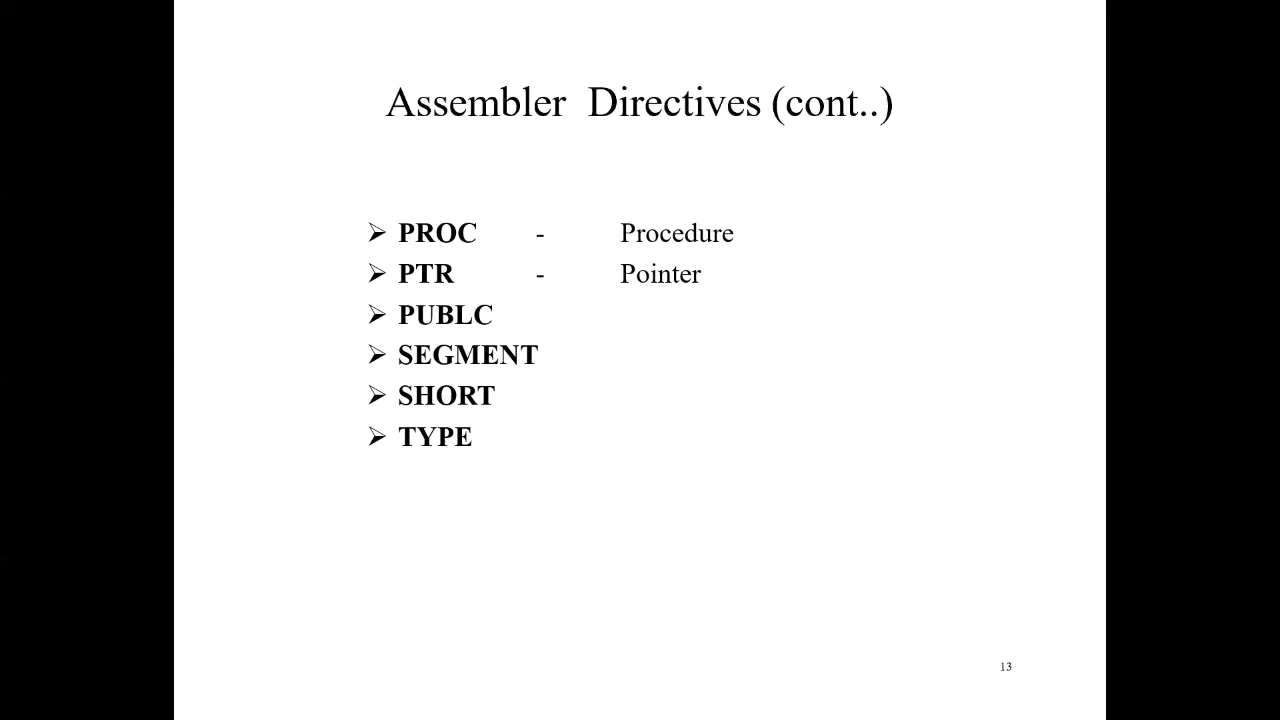 Assembler Directives (cont..)
➢ PROC - Procedure
➢ PTR - Pointer
➢ PUBLC
➢ SEGMENT
➢ SHORT
➢ TYPE
13